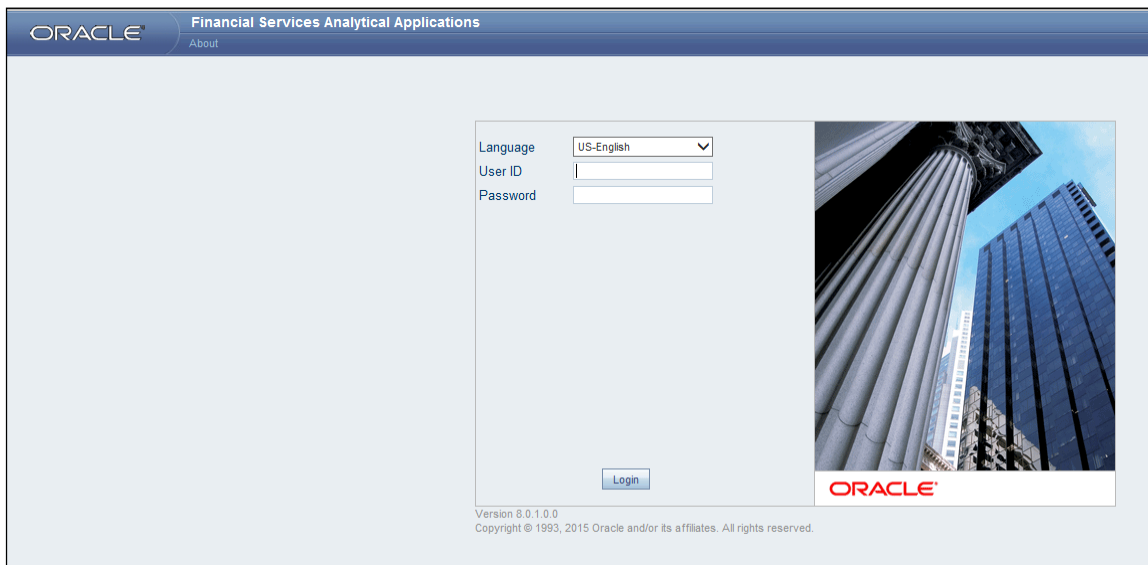 ORACLE
Financial Services Analytical Applications
About
Language
US-English
User ID
Password
Login
ORACLE
Version 8.0.1.0.0
Copyright © 1993, 2015 Oracle and/or its affiliates. All rights reserved.